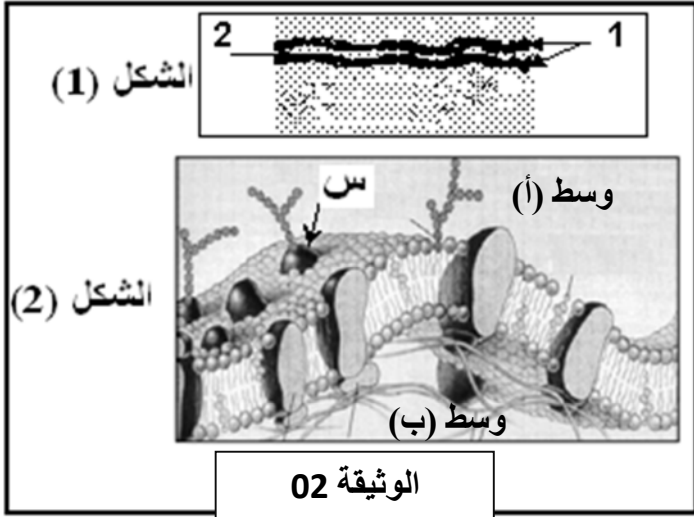 2
1
الشكل (1)
س
وسط (أ)
الشكل (2)
وسط (ب)
الوثيقة 02